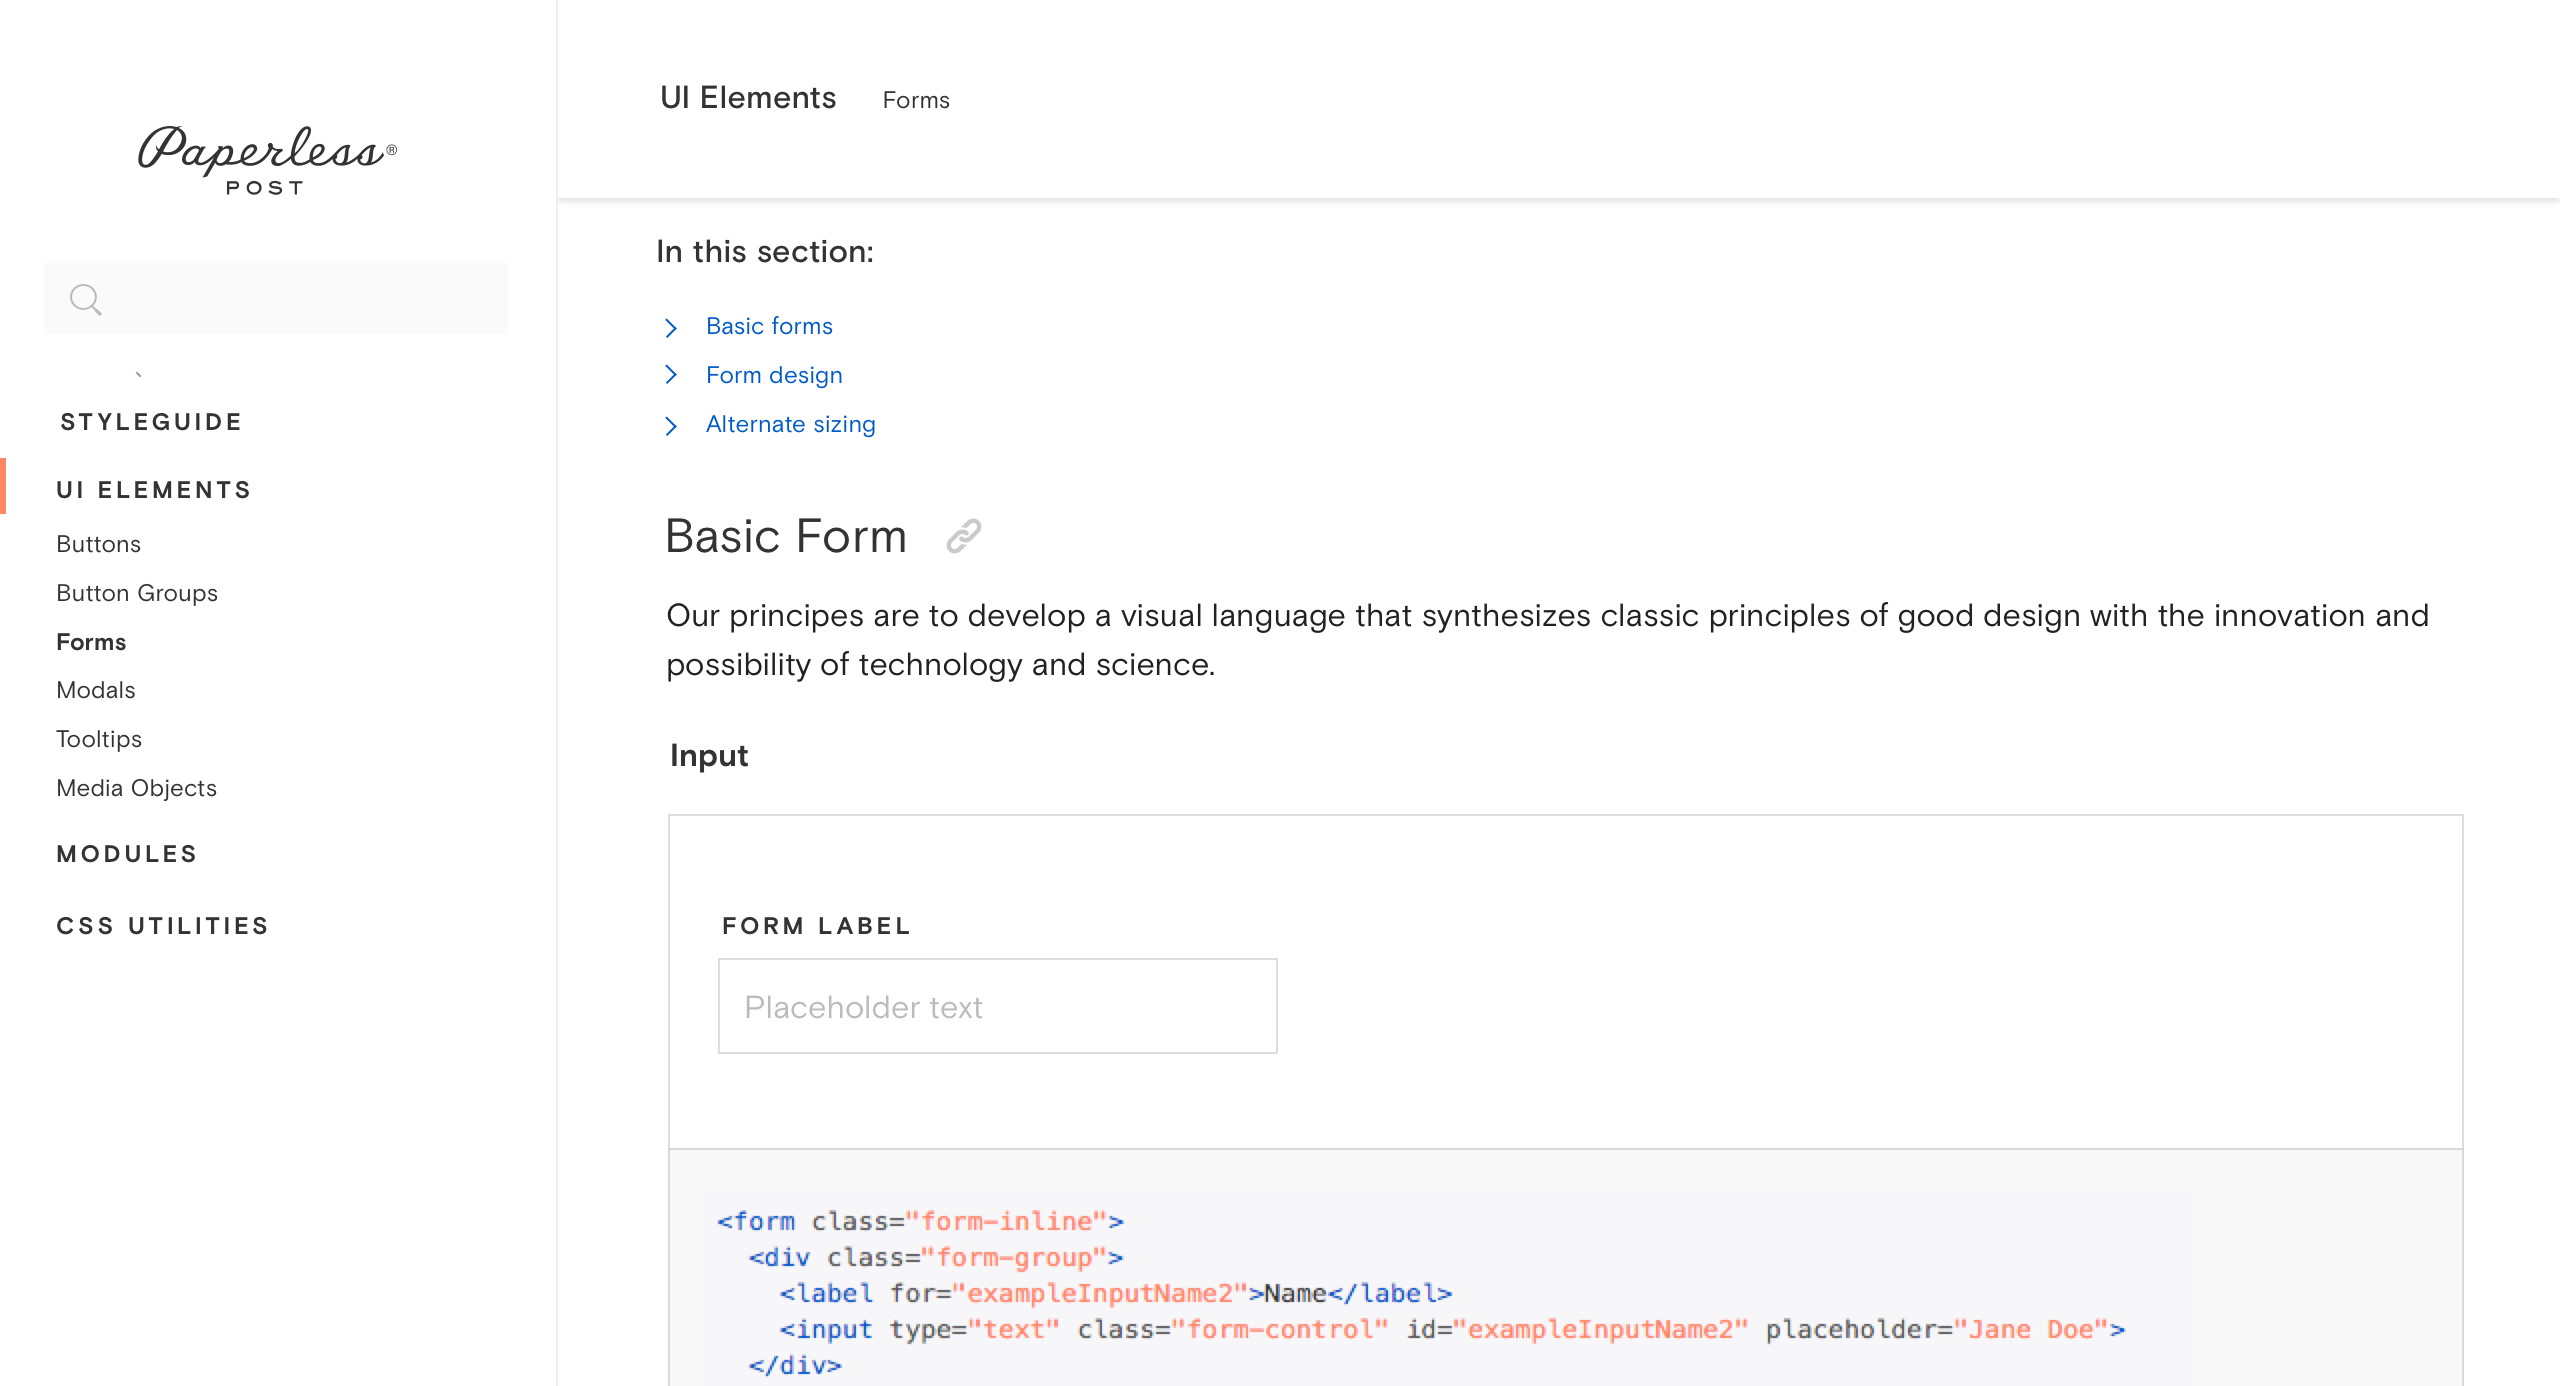 Paperless®
POST
`
STYLEGUIDE
UI ELEMENTS
Buttons
Button Groups
Forms
Modals
Tooltips
Media Objects
MODULES
CSS UTILITIES
UI Elements Forms
In this section:
Basic forms
Form design
Alternate sizing
Basic Form
Our principes are to develop a visual language that synthesizes classic principles of good design with the innovation and
possibility of technology and science.
Input
FORM LABEL
Placeholder text
<form class="form-inline">
<div class="form-group">
<label for="exampleInputName2">Name</label>
<input type="text" class="form-control" id="exampleInputName2" placeholder="Jane Doe">
</div>